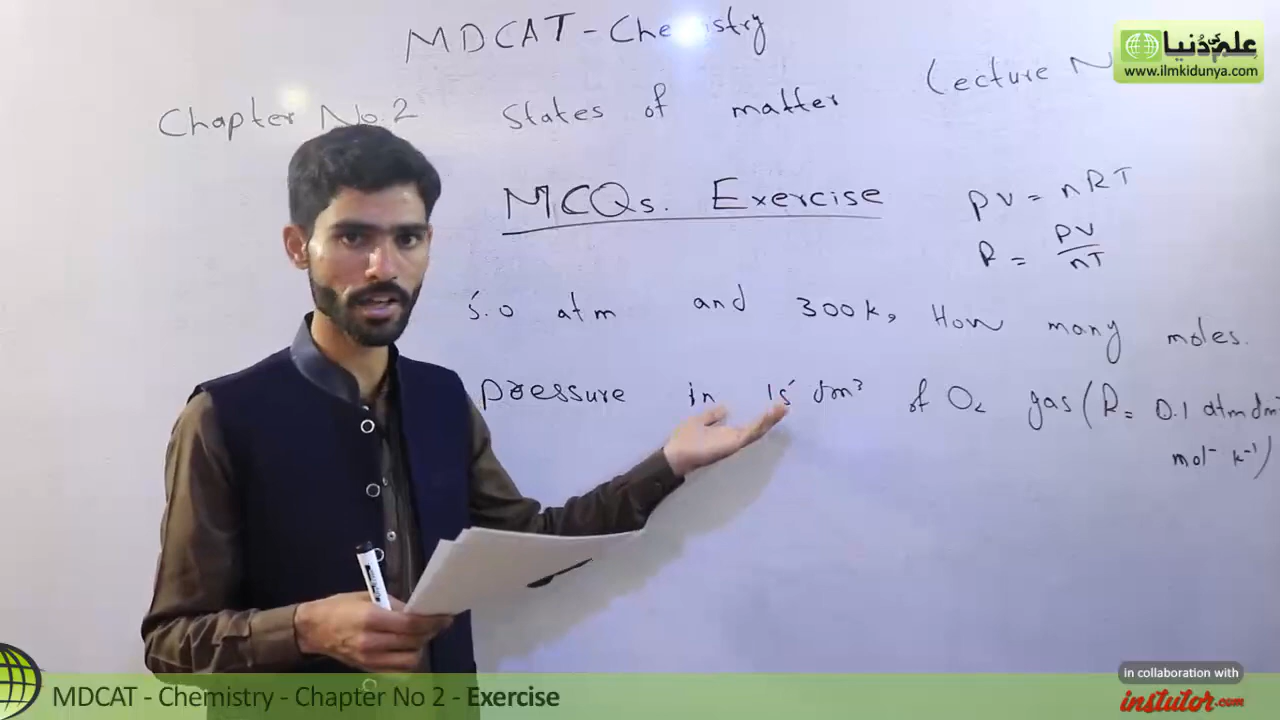 MDCAT - Chemistry
علم کی دنیا
www.ilmkidunya.com
Chapter No.2 States of matter Lecture N
MCQs. Exercise
PV = nRT
R = PV/nT
5.0 atm and 300K, How many moles.
pressure in 15 dm³ of O₂ gas (R = 0.1 atm dm
mol⁻ K⁻¹)
in collaboration with
instutor.com
MDCAT - Chemistry - Chapter No 2 - Exercise